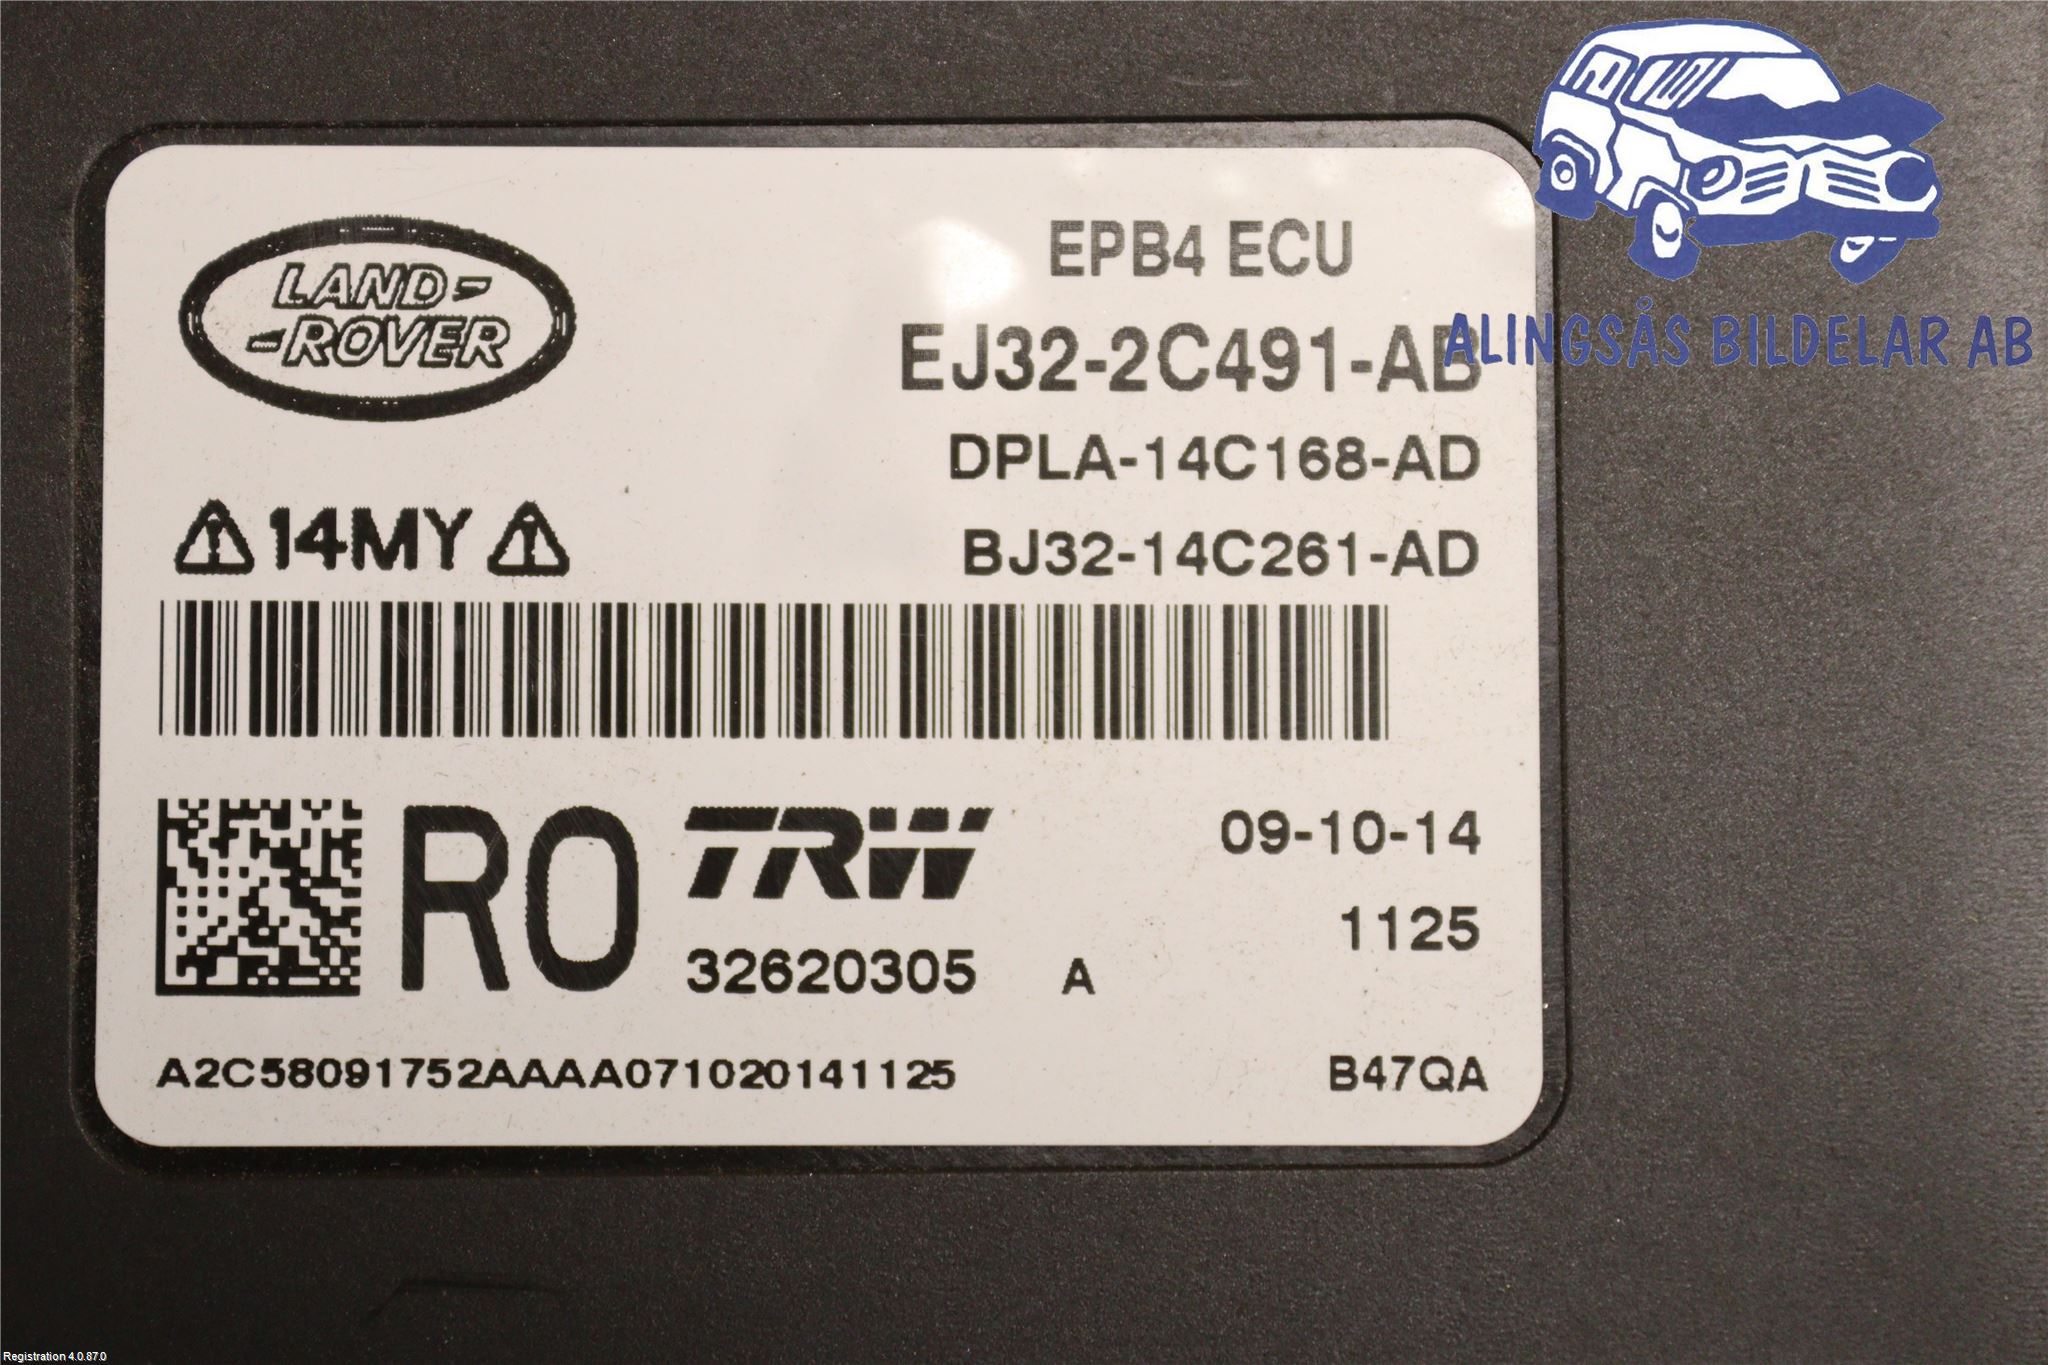 LAND-
-ROVER
EPB4 ECU
EJ32-2C491-AB
ALINGSÅS BILDELAR AB
DPLA-14C168-AD
14MY
BJ32-14C261-AD
RO
TRW
09-10-14
1125
32620305 A
A2C58091752AAAA071020141125
B47QA
Registration 4.0.87.0